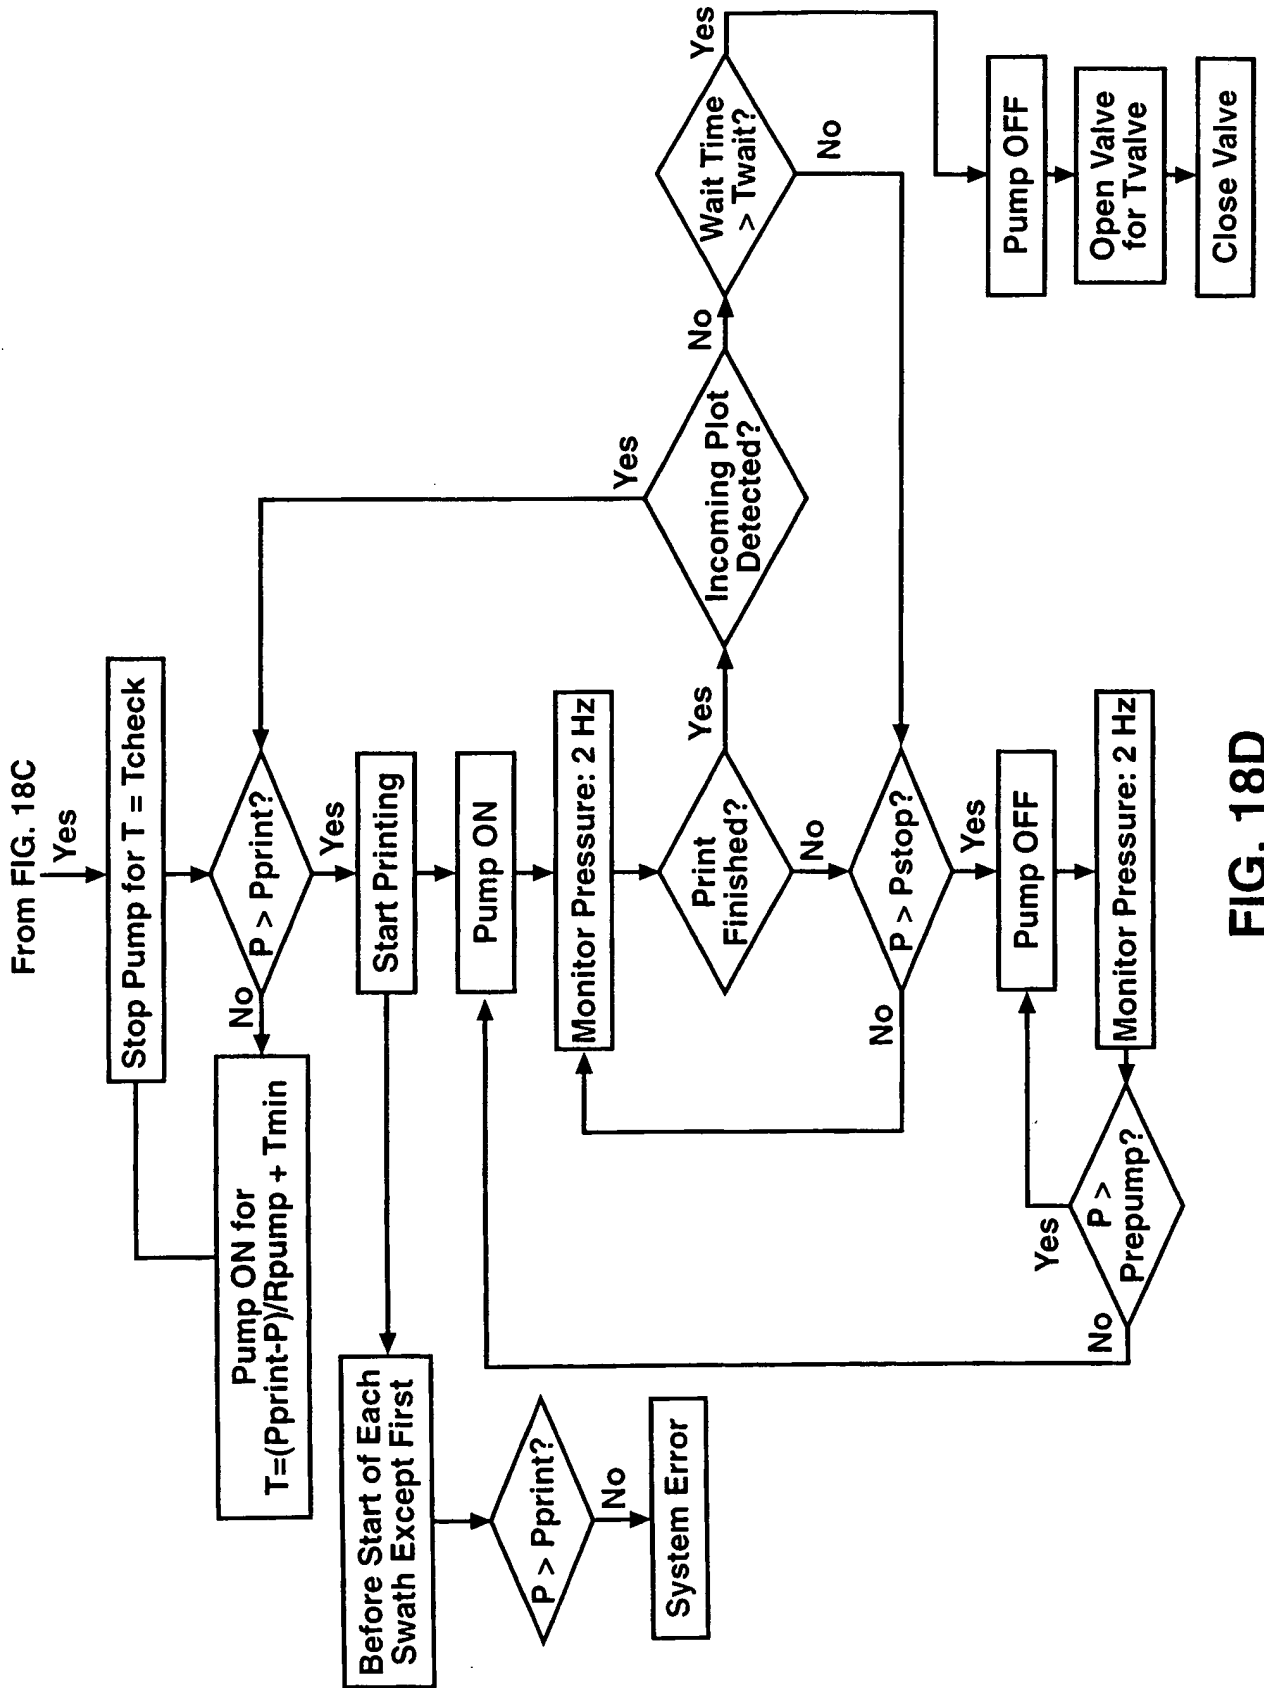 From FIG. 18C
Yes
Stop Pump for T = Tcheck
P > Pprint?
No
Pump ON for
T=(Pprint-P)/Rpump + Tmin
Yes
Start Printing
Before Start of Each
Swath Except First
P > Pprint?
No
System Error
Pump ON
Monitor Pressure: 2 Hz
Print
Finished?
Yes
Incoming Plot
Detected?
Yes
No
Wait Time
> Twait?
Yes
No
Pump OFF
Open Valve
for Tvalve
Close Valve
No
P > Pstop?
No
Yes
Pump OFF
Monitor Pressure: 2 Hz
P >
Prepump?
Yes
No
FIG. 18D